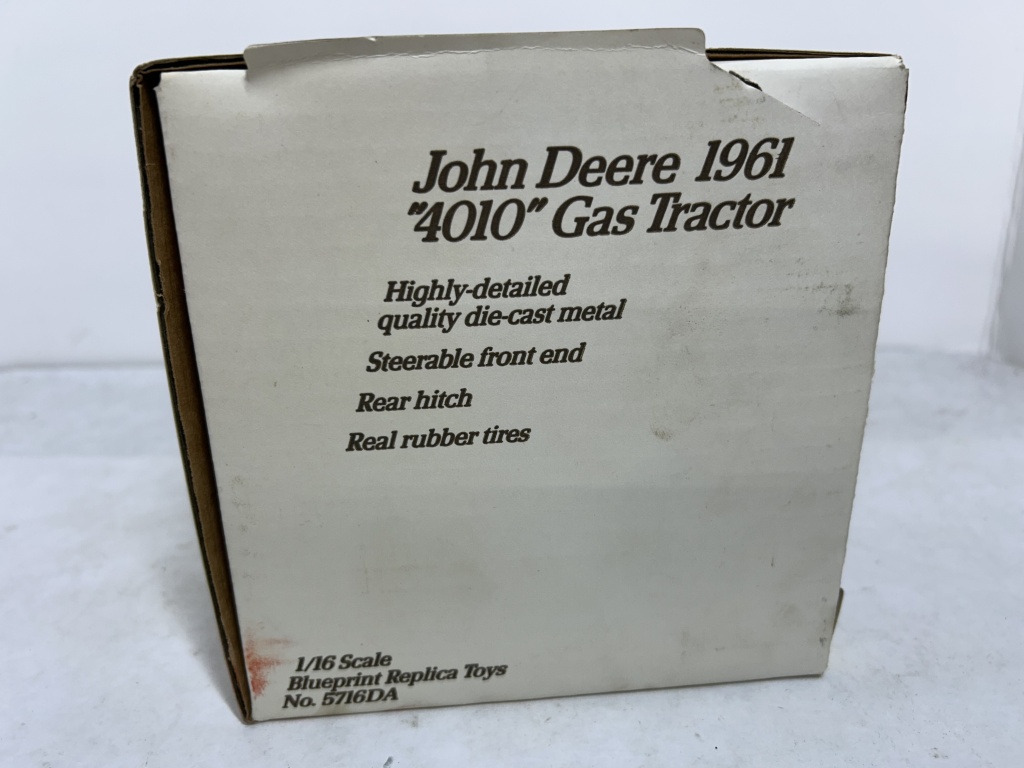 John Deere 1961
"4010" Gas Tractor
Highly-detailed
quality die-cast metal
Steerable front end
Rear hitch
Real rubber tires
1/16 Scale
Blueprint Replica Toys
No. 5716DA